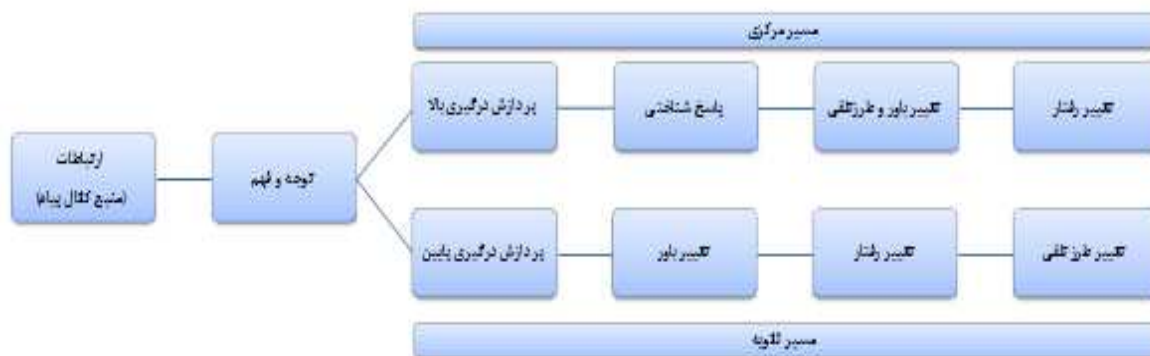 مسیر مرکزی
پردازش درگیری بالا
پاسخ شناختی
تغییر باور و طرز تلقی
تغییر رفتار
ارتباطات
(منبع کانال پیام)
توجه و فهم
پردازش درگیری پایین
تغییر باور
تغییر رفتار
تغییر طرز تلقی
مسیر ثانویه